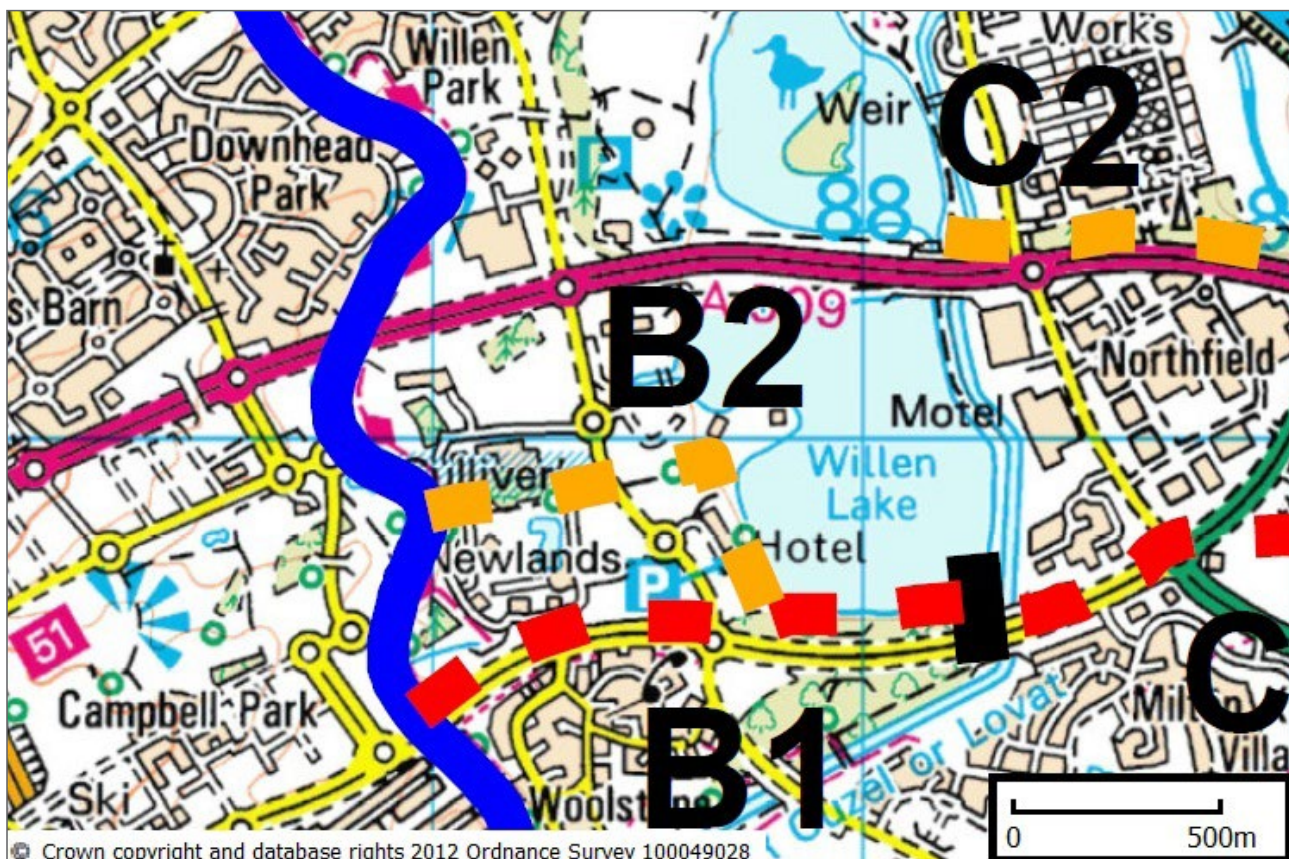 Willen
Park
Works
Weir
C2
Downhead
Park
s Barn
B2
Northfield
Motel
Willen
Lake
Newlands
Hotel
P
51
C
Campbell Park
B1
Ouzel or Lovat
Villa
Ski
Woolstone
0 500m
© Crown copyright and database rights 2012 Ordnance Survey 100049028